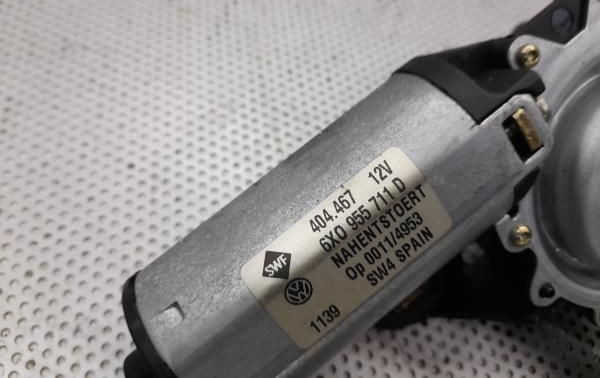 404.467 12V
6X0 955 711 D
NAHENTSTOERT
Op 0011/4953
SW4 SPAIN
SWF
1139